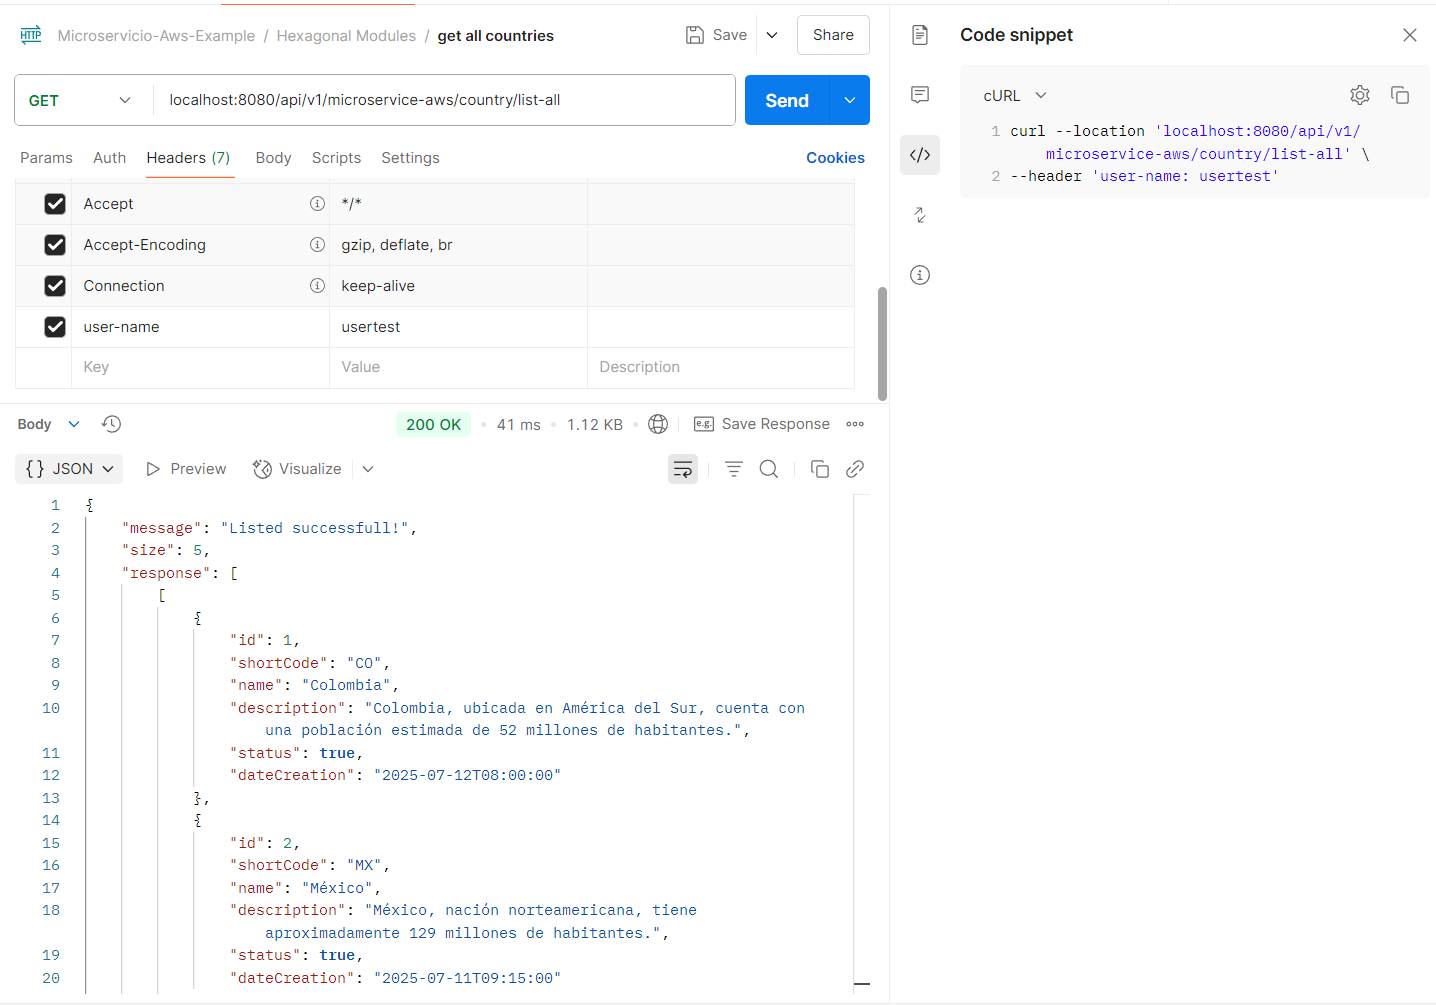 HTTP Microservicio-Aws-Example / Hexagonal Modules / get all countries Save Share
GET localhost:8080/api/v1/microservice-aws/country/list-all Send
Params Auth Headers (7) Body Scripts Settings Cookies
Accept */*
Accept-Encoding gzip, deflate, br
Connection keep-alive
user-name usertest
Key Value Description
Body 200 OK • 41 ms • 1.12 KB • e.g. Save Response
{} JSON Preview Visualize
1 {
2 "message": "Listed successfull!",
3 "size": 5,
4 "response": [
5 [
6 {
7 "id": 1,
8 "shortCode": "CO",
9 "name": "Colombia",
10 "description": "Colombia, ubicada en América del Sur, cuenta con
una población estimada de 52 millones de habitantes.",
11 "status": true,
12 "dateCreation": "2025-07-12T08:00:00"
13 },
14 {
15 "id": 2,
16 "shortCode": "MX",
17 "name": "México",
18 "description": "México, nación norteamericana, tiene
aproximadamente 129 millones de habitantes.",
19 "status": true,
20 "dateCreation": "2025-07-11T09:15:00"
Code snippet
cURL
1 curl --location 'localhost:8080/api/v1/
microservice-aws/country/list-all' \
2 --header 'user-name: usertest'